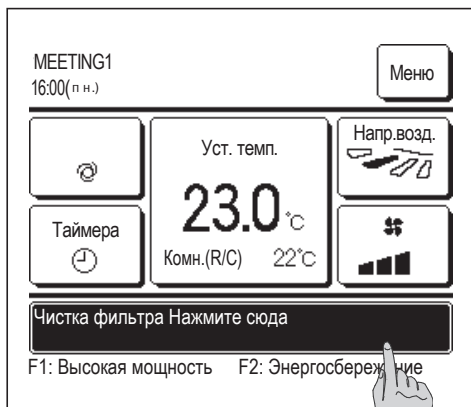 MEETING1
16:00(пн.)
Меню
Уст. темп.
Напр.возд.
23.0°C
Таймера
Комн.(R/C) 22°C
Чистка фильтра Нажмите сюда
F1: Высокая мощность F2: Энергосбережение